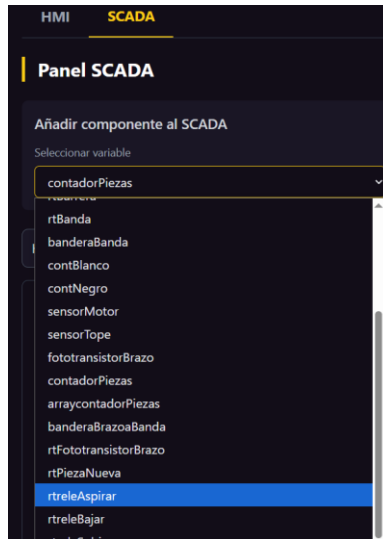 HMI SCADA
Panel SCADA
Añadir componente al SCADA
Seleccionar variable
contadorPiezas
rtBanda
banderaBanda
contBlanco
contNegro
sensorMotor
sensorTope
fototransistorBrazo
contadorPiezas
arraycontadorPiezas
banderaBrazoaBanda
rtFototransistorBrazo
rtPiezaNueva
rtreleAspirar
rtreleBajar